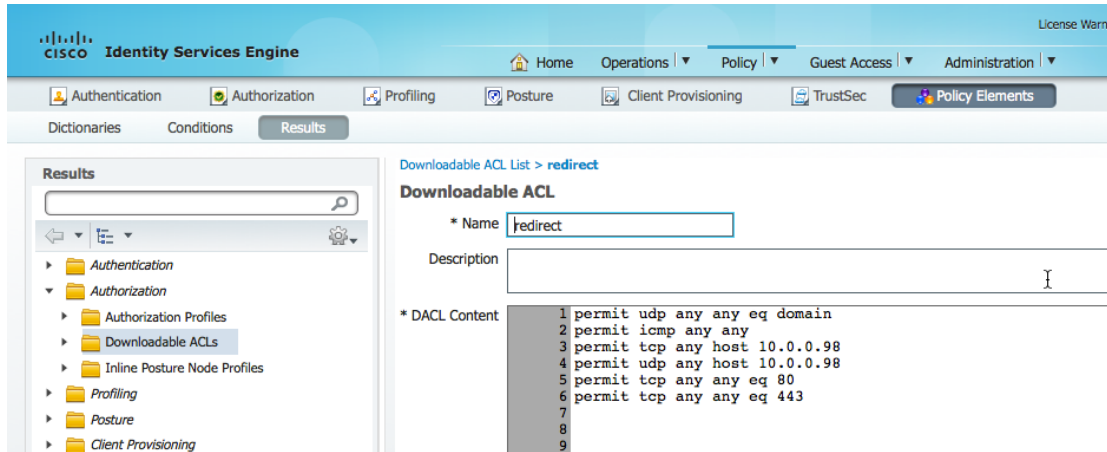 License Warn
CISCO Identity Services Engine
Home Operations Policy Guest Access Administration
Authentication Authorization Profiling Posture Client Provisioning TrustSec Policy Elements
Dictionaries Conditions Results
Results
Downloadable ACL List > redirect
Downloadable ACL
* Name redirect
Description
* DACL Content
1 permit udp any any eq domain
2 permit icmp any any
3 permit tcp any host 10.0.0.98
4 permit udp any host 10.0.0.98
5 permit tcp any any eq 80
6 permit tcp any any eq 443
7
8
9
Authentication
Authorization
Authorization Profiles
Downloadable ACLs
Inline Posture Node Profiles
Profiling
Posture
Client Provisioning